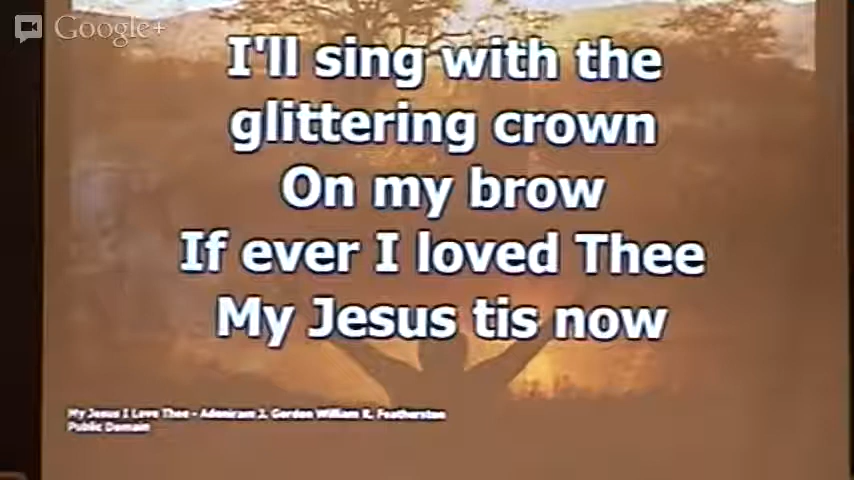 Google+
I'll sing with the
glittering crown
On my brow
If ever I loved Thee
My Jesus tis now
My Jesus I Love Thee - Adoniram J. Gordon William R. Featherston
Public Domain